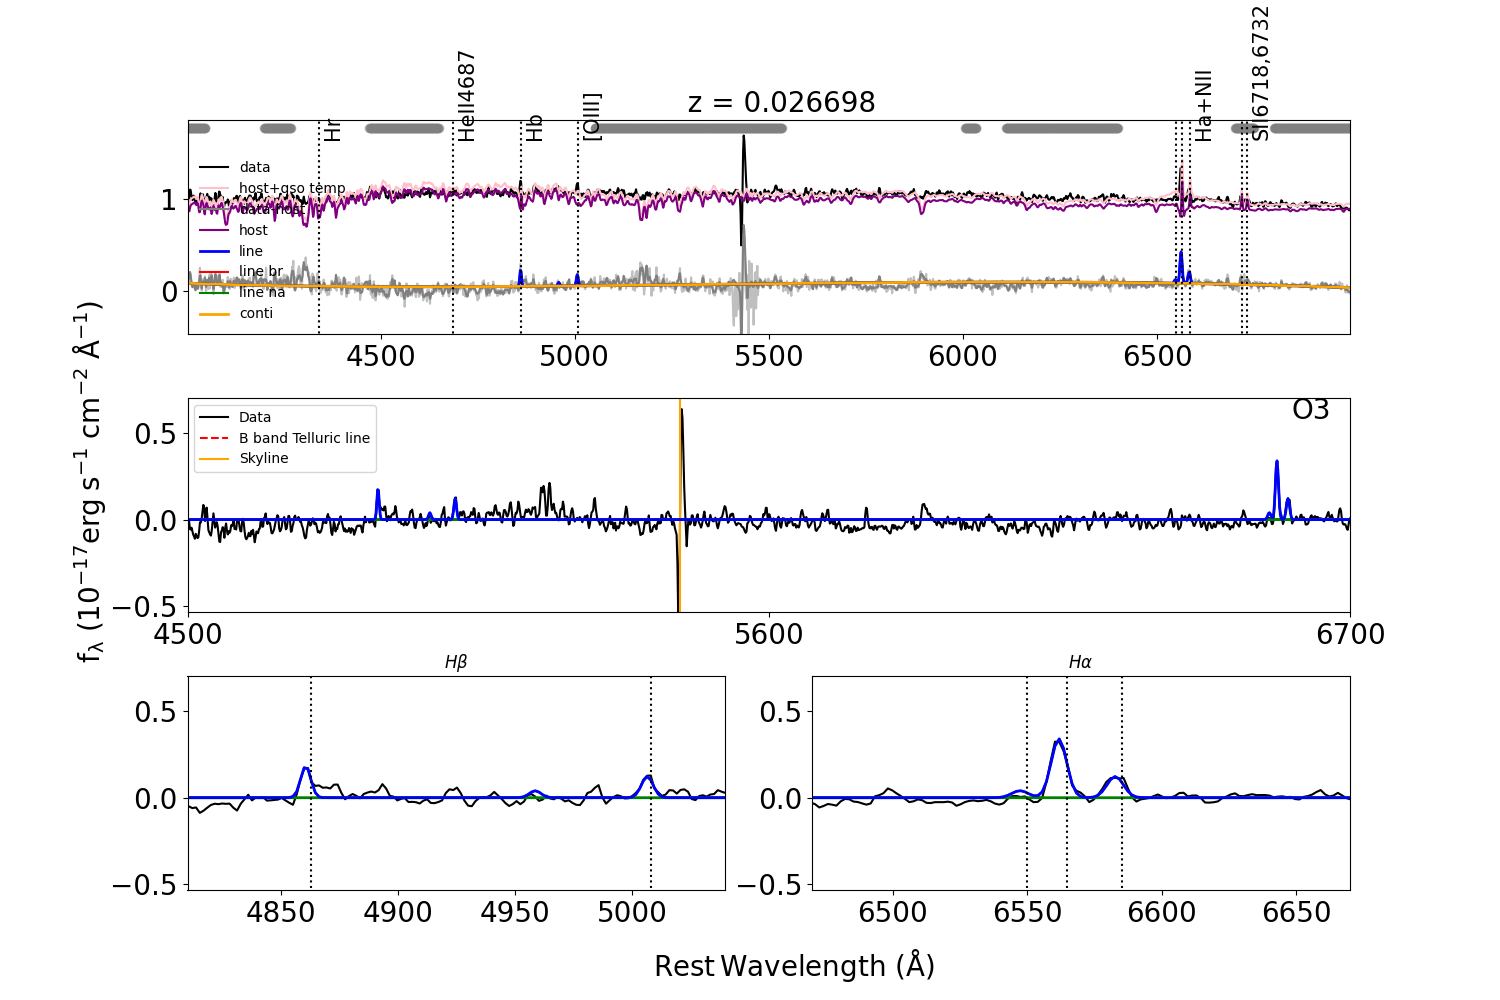 z = 0.026698
Hr
HeII4687
Hb
[OIII]
Ha+NII
SII6718,6732
data
host+qso temp
data-host
host
line
line br
line na
conti
1
0
4500 5000 5500 6000 6500
fλ (10⁻¹⁷erg s⁻¹ cm⁻² Å⁻¹)
O3
Data
B band Telluric line
Skyline
0.5
0.0
−0.5
4500 5600 6700
Hβ
0.5
0.0
−0.5
4850 4900 4950 5000
Hα
0.5
0.0
−0.5
6500 6550 6600 6650
Rest Wavelength (Å)